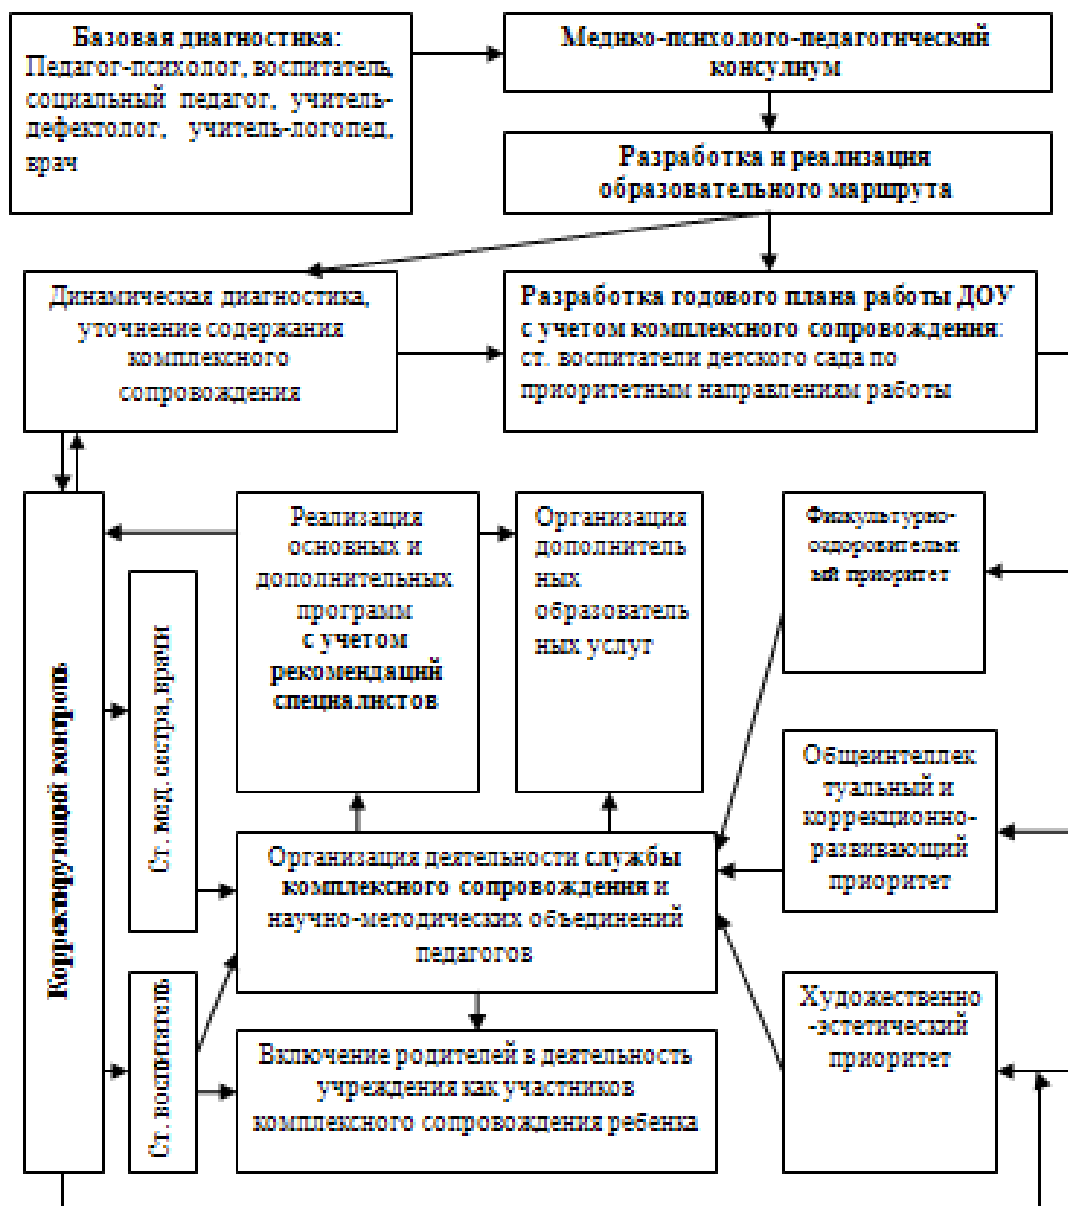 Базовая диагностика:
Педагог-психолог, воспитатель,
социальный педагог, учитель-
дефектолог, учитель-логопед,
врач
Медико-психолого-педагогический
консилиум
Разработка и реализация
образовательного маршрута
Динамическая диагностика,
уточнение содержания
комплексного
сопровождения
Разработка годового плана работы ДОУ
с учетом комплексного сопровождения:
ст. воспитатели детского сада по
приоритетным направлениям работы
Корректирующий контроль
Ст. мед. сестра, врачи
Ст. воспитатель
Реализация
основных и
дополнительных
программ
с учетом
рекомендаций
специалистов
Организация
дополнитель
ных
образователь
ных услуг
Физкультурно-
оздоровительн
ый приоритет
Общеинтеллек
туальный и
коррекционно-
развивающий
приоритет
Организация деятельности службы
комплексного сопровождения и
научно-методических объединений
педагогов
Художественно
-эстетический
приоритет
Включение родителей в деятельность
учреждения как участников
комплексного сопровождения ребенка